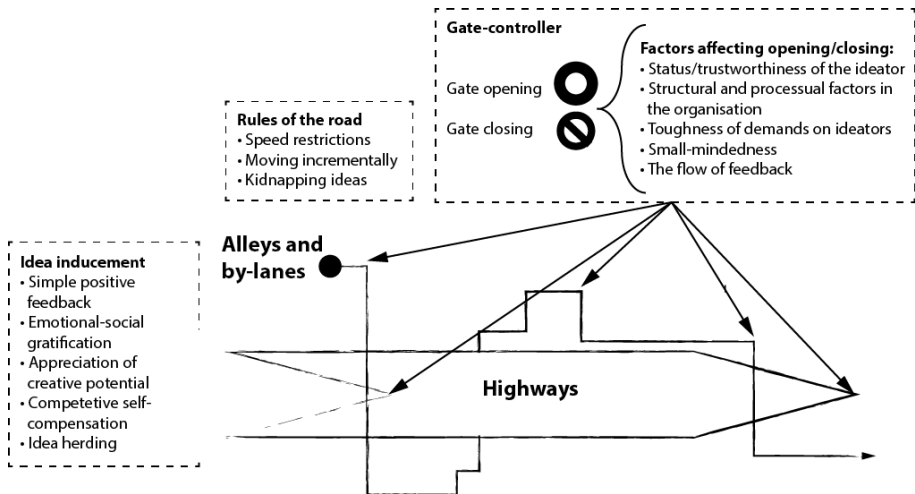 Gate-controller
Gate opening
Gate closing
Factors affecting opening/closing:
• Status/trustworthiness of the ideator
• Structural and processual factors in
the organisation
• Toughness of demands on ideators
• Small-mindedness
• The flow of feedback
Rules of the road
• Speed restrictions
• Moving incrementally
• Kidnapping ideas
Alleys and
by-lanes
Idea inducement
• Simple positive
feedback
• Emotional-social
gratification
• Appreciation of
creative potential
• Competetive self-
compensation
• Idea herding
Highways